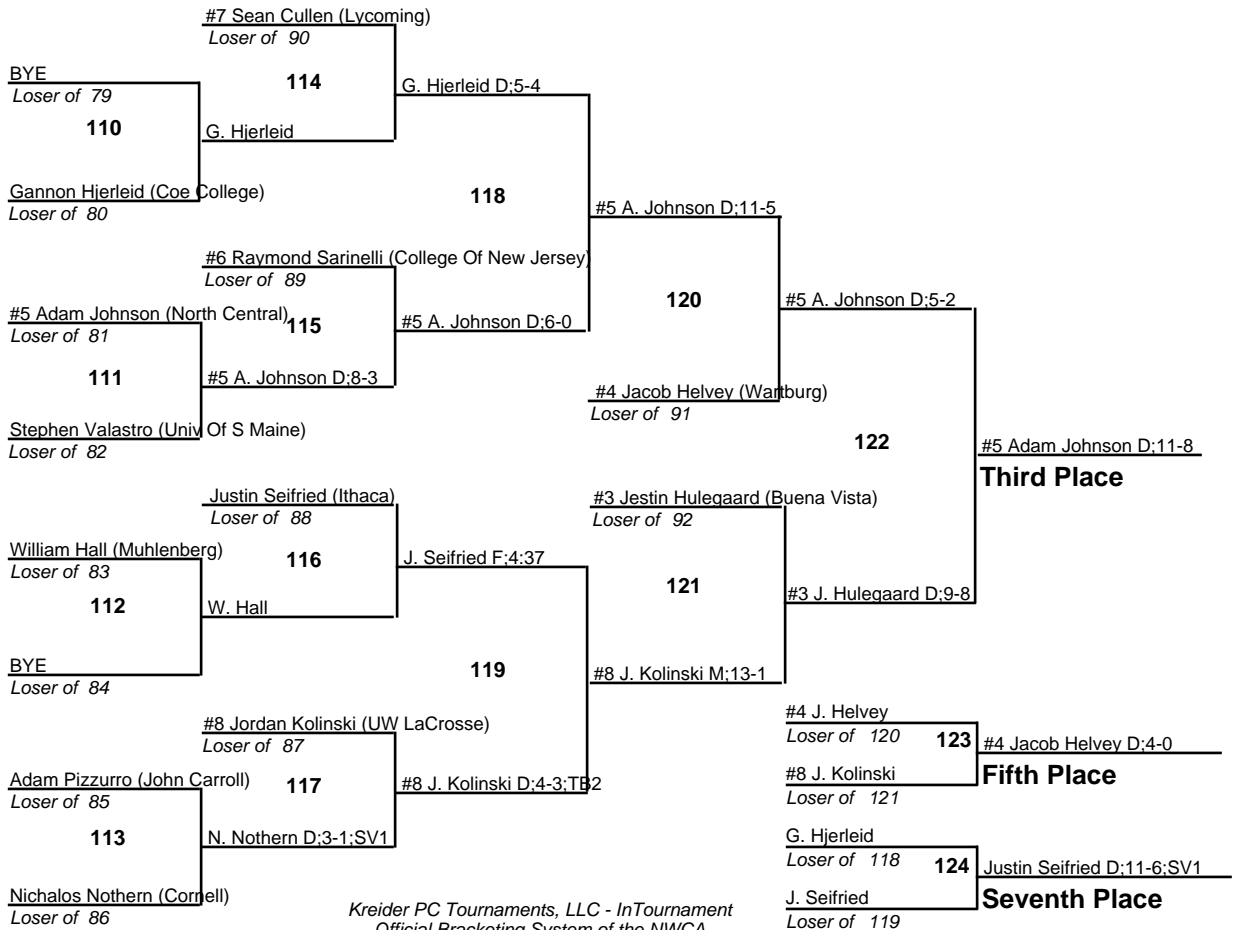 #7 Sean Cullen (Lycoming)
Loser of 90
BYE
Loser of 79
114
G. Hjerleid D;5-4
110
G. Hjerleid
Gannon Hjerleid (Coe College)
Loser of 80
118
#5 A. Johnson D;11-5
#6 Raymond Sarinelli (College Of New Jersey)
Loser of 89
#5 Adam Johnson (North Central)
Loser of 81
115
#5 A. Johnson D;6-0
120
#5 A. Johnson D;5-2
111
#5 A. Johnson D;8-3
#4 Jacob Helvey (Wartburg)
Loser of 91
Stephen Valastro (Univ Of S Maine)
Loser of 82
122
#5 Adam Johnson D;11-8
Third Place
Justin Seifried (Ithaca)
Loser of 88
#3 Jestin Hulegaard (Buena Vista)
Loser of 92
William Hall (Muhlenberg)
Loser of 83
116
J. Seifried F;4:37
121
#3 J. Hulegaard D;9-8
112
W. Hall
BYE
Loser of 84
119
#8 J. Kolinski M;13-1
#8 Jordan Kolinski (UW LaCrosse)
Loser of 87
#4 J. Helvey
Loser of 120
123
#4 Jacob Helvey D;4-0
Fifth Place
#8 J. Kolinski
Loser of 121
Adam Pizzurro (John Carroll)
Loser of 85
117
#8 J. Kolinski D;4-3;TB2
113
N. Nothern D;3-1;SV1
G. Hjerleid
Loser of 118
124
Justin Seifried D;11-6;SV1
Seventh Place
J. Seifried
Loser of 119
Nichalos Nothern (Cornell)
Loser of 86
Kreider PC Tournaments, LLC - InTournament
Official Bracketing System of the NWCA